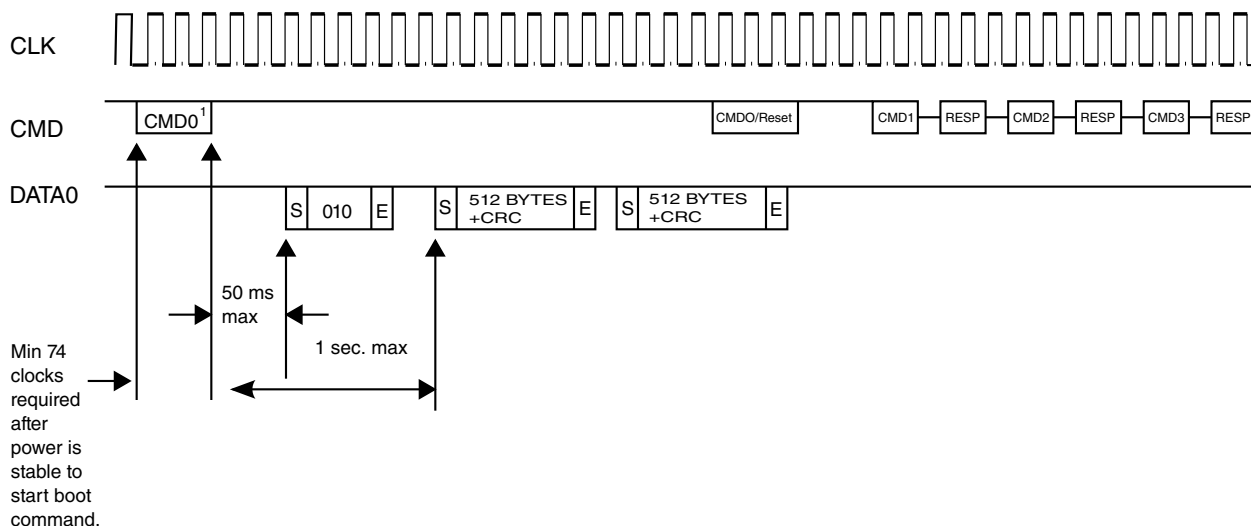 CLK
CMD
CMD0¹
CMDO/Reset
CMD1
RESP
CMD2
RESP
CMD3
RESP
DATA0
S
010
E
S
512 BYTES
+CRC
E
S
512 BYTES
+CRC
E
50 ms
max
1 sec. max
Min 74
clocks
required
after
power is
stable to
start boot
command.